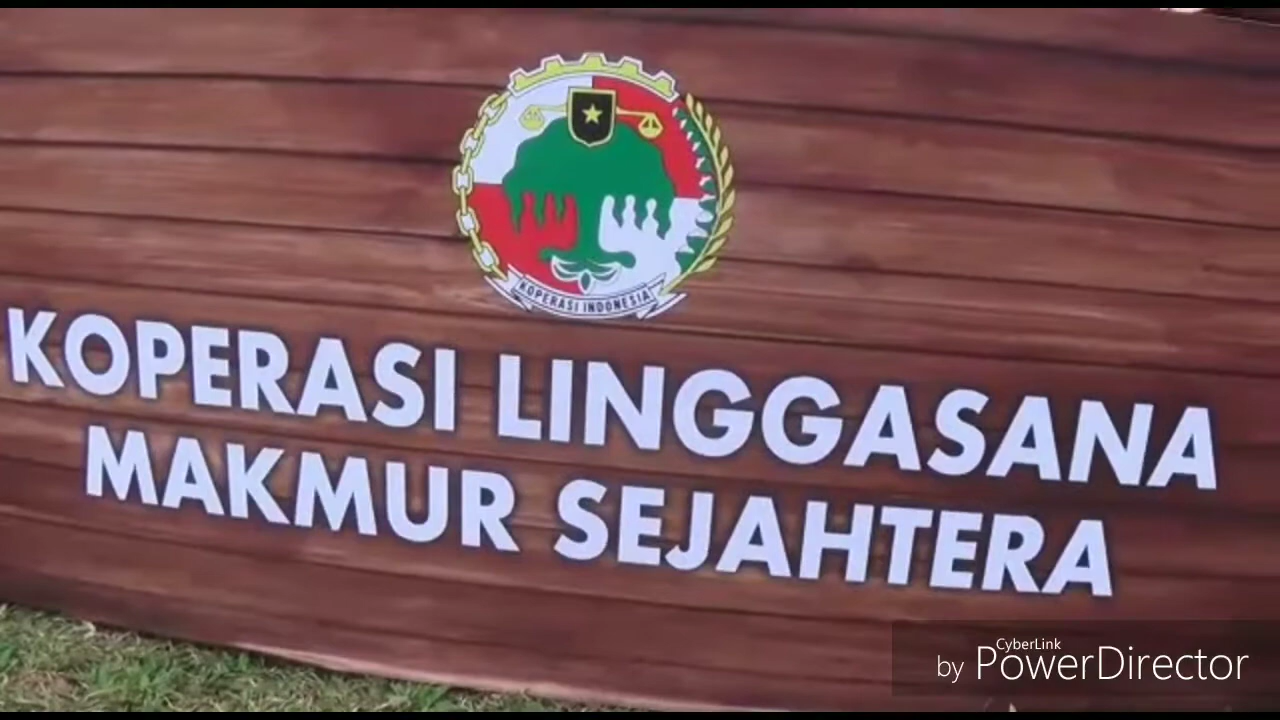 KOPERASI INDONESIA
KOPERASI LINGGASANA
MAKMUR SEJAHTERA
CyberLink
by PowerDirector